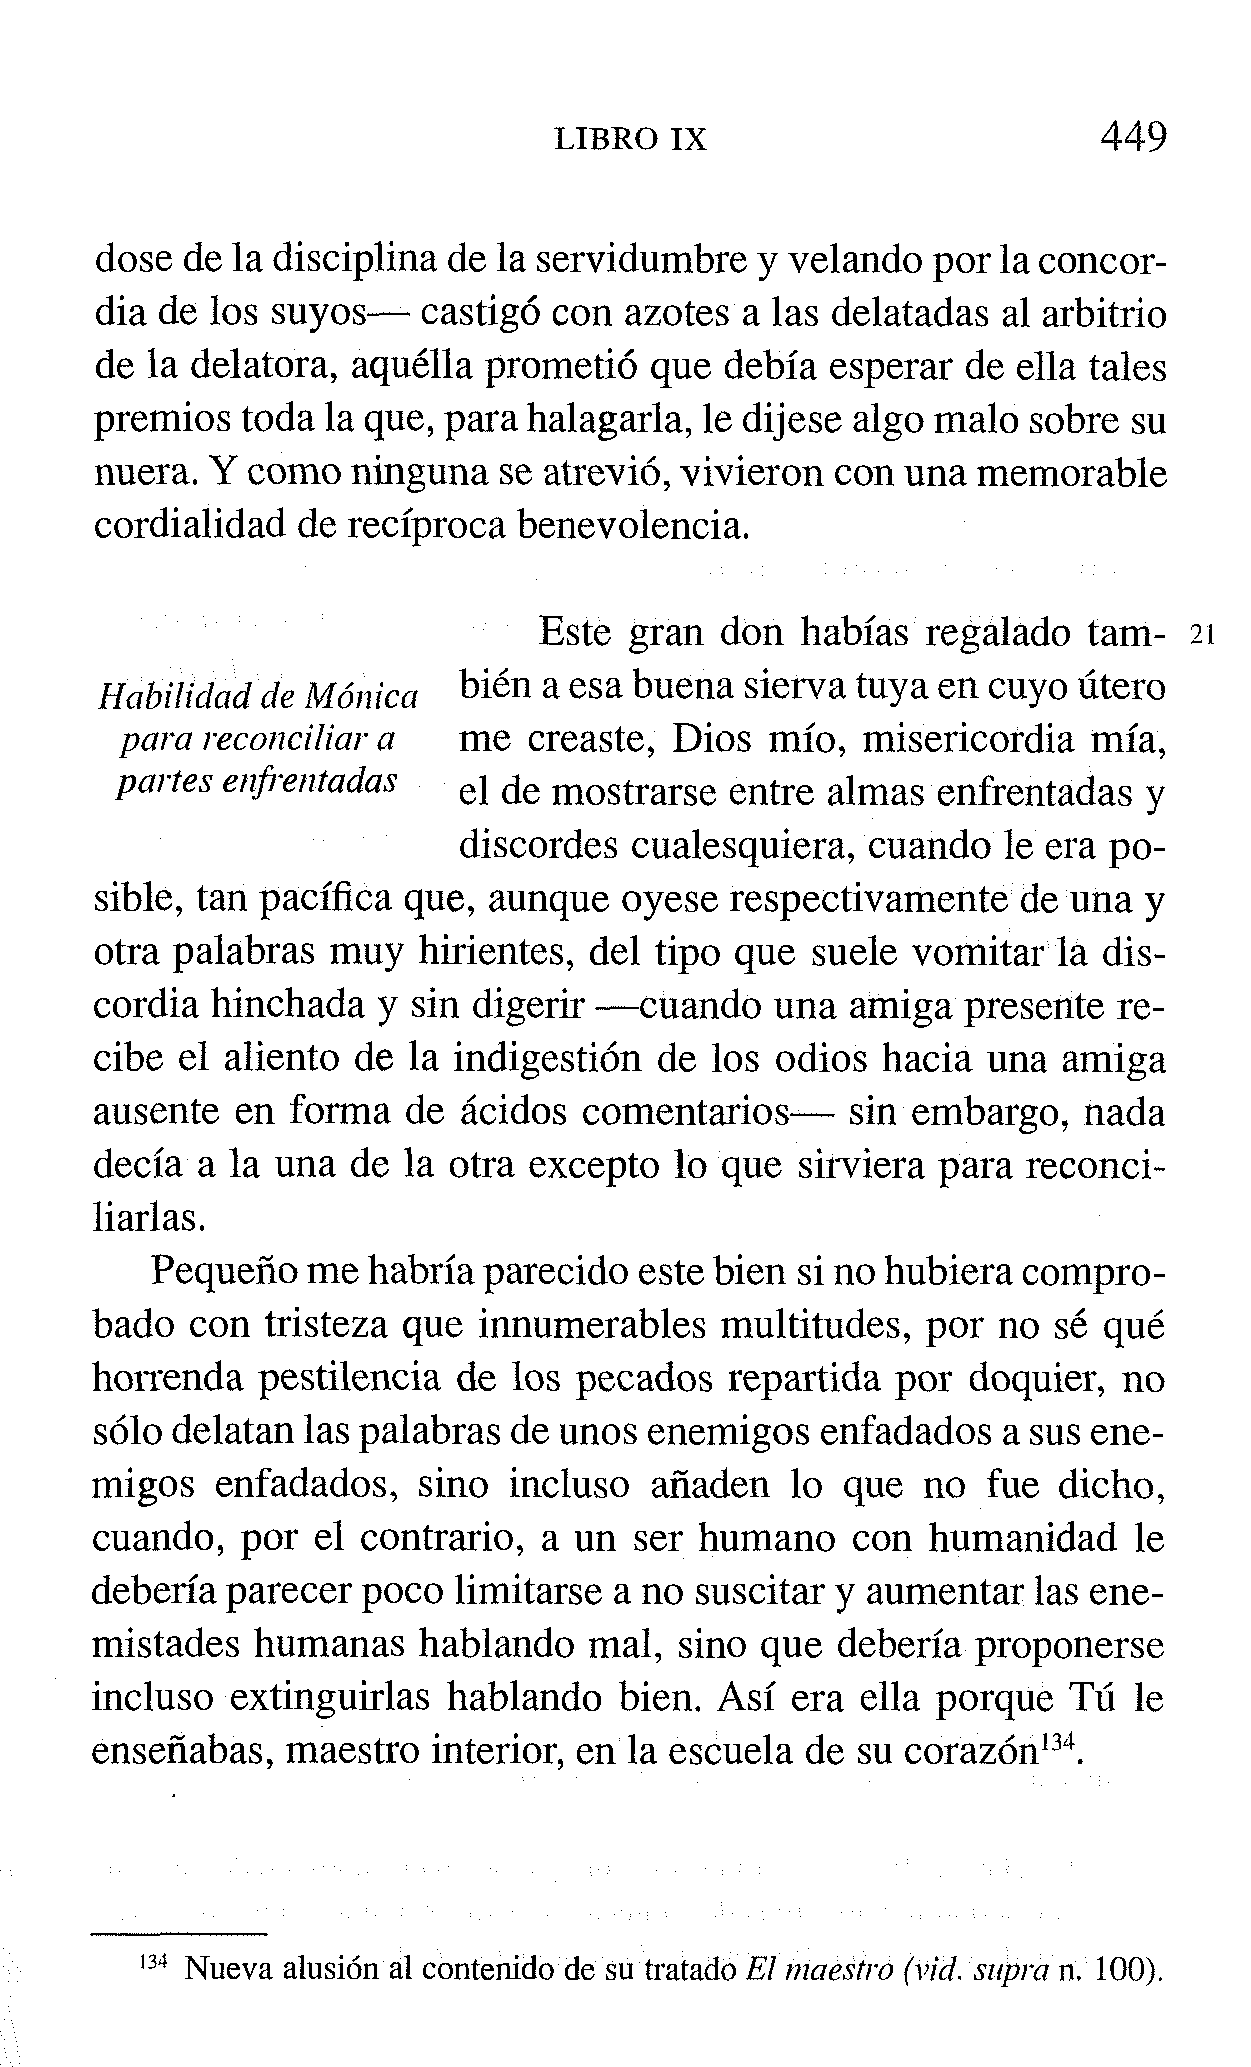 LIBRO IX 449
dose de la disciplina de la servidumbre y velando por la concor-
dia de los suyos— castigó con azotes a las delatadas al arbitrio
de la delatora, aquélla prometió que debía esperar de ella tales
premios toda la que, para halagarla, le dijese algo malo sobre su
nuera. Y como ninguna se atrevió, vivieron con una memorable
cordialidad de recíproca benevolencia.
Habilidad de Mónica
para reconciliar a
partes enfrentadas
Este gran don habías regalado tam- 21
bién a esa buena sierva tuya en cuyo útero
me creaste, Dios mío, misericordia mía,
el de mostrarse entre almas enfrentadas y
discordes cualesquiera, cuando le era po-
sible, tan pacífica que, aunque oyese respectivamente de una y
otra palabras muy hirientes, del tipo que suele vomitar la dis-
cordia hinchada y sin digerir —cuando una amiga presente re-
cibe el aliento de la indigestión de los odios hacia una amiga
ausente en forma de ácidos comentarios— sin embargo, nada
decía a la una de la otra excepto lo que sirviera para reconci-
liarlas.
Pequeño me habría parecido este bien si no hubiera compro-
bado con tristeza que innumerables multitudes, por no sé qué
horrenda pestilencia de los pecados repartida por doquier, no
sólo delatan las palabras de unos enemigos enfadados a sus ene-
migos enfadados, sino incluso añaden lo que no fue dicho,
cuando, por el contrario, a un ser humano con humanidad le
debería parecer poco limitarse a no suscitar y aumentar las ene-
mistades humanas hablando mal, sino que debería proponerse
incluso extinguirlas hablando bien. Así era ella porque Tú le
enseñabas, maestro interior, en la escuela de su corazón¹³⁴.
¹³⁴ Nueva alusión al contenido de su tratado El maestro (vid. supra n. 100).